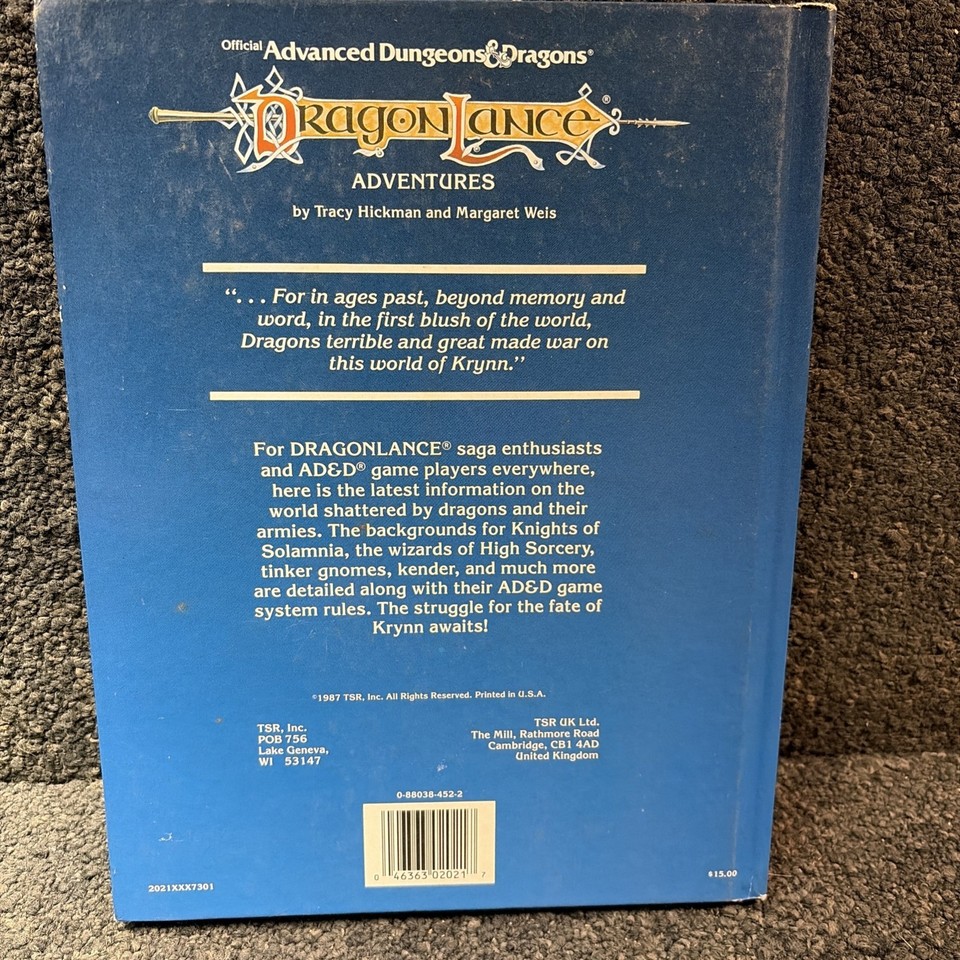 Official Advanced Dungeons & Dragons®
DRAGONLANCE®
ADVENTURES
by Tracy Hickman and Margaret Weis
“. . . For in ages past, beyond memory and
word, in the first blush of the world,
Dragons terrible and great made war on
this world of Krynn.”
For DRAGONLANCE® saga enthusiasts
and AD&D® game players everywhere,
here is the latest information on the
world shattered by dragons and their
armies. The backgrounds for Knights of
Solamnia, the wizards of High Sorcery,
tinker gnomes, kender, and much more
are detailed along with their AD&D game
system rules. The struggle for the fate of
Krynn awaits!
©1987 TSR, Inc. All Rights Reserved. Printed in U.S.A.
TSR, Inc.
POB 756
Lake Geneva,
WI 53147
TSR UK Ltd.
The Mill, Rathmore Road
Cambridge, CB1 4AD
United Kingdom
0-88038-452-2
0 46363 02021 7
2021XXX7301
$15.00